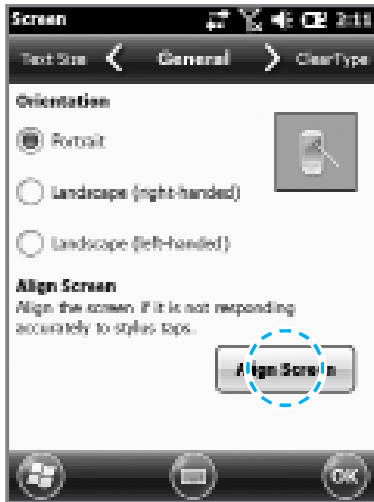 Screen 2:11
Text Size General ClearType
Orientation
Portrait
Landscape (right-handed)
Landscape (left-handed)
Align Screen
Align the screen if it is not responding
accurately to stylus taps.
Align Screen
OK